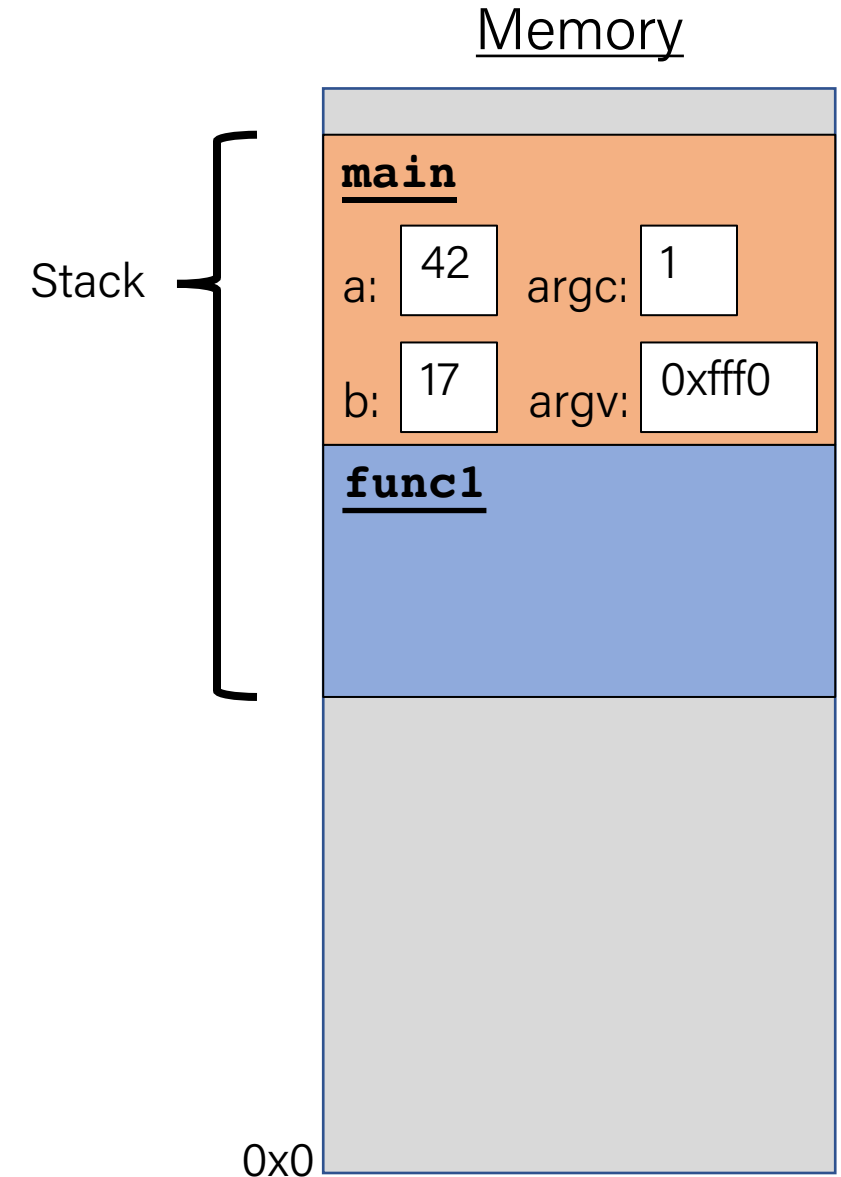 Memory
main
Stack
a: 42 argc: 1
b: 17 argv: 0xfff0
func1
0x0